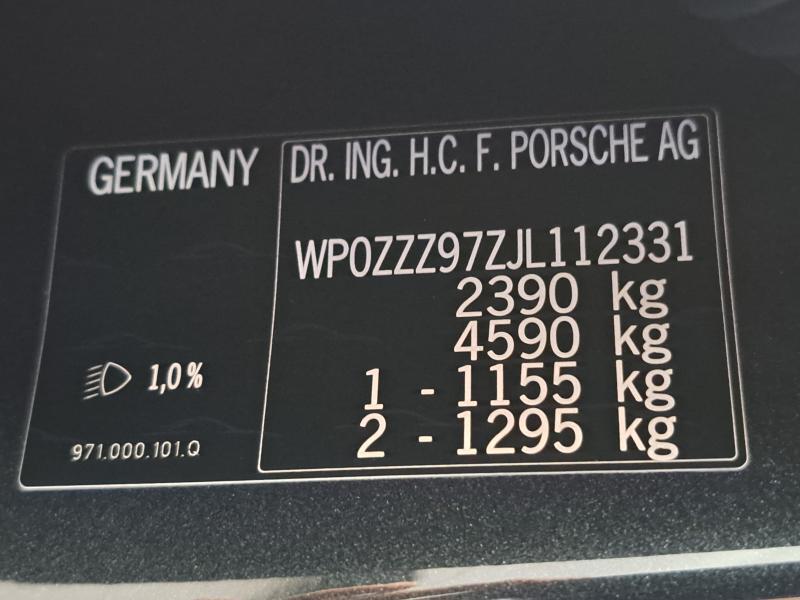 GERMANY
DR. ING. H.C. F. PORSCHE AG
WP0ZZZ97ZJL112331
2390 kg
4590 kg
1 - 1155 kg
2 - 1295 kg
1,0%
971.000.101.Q